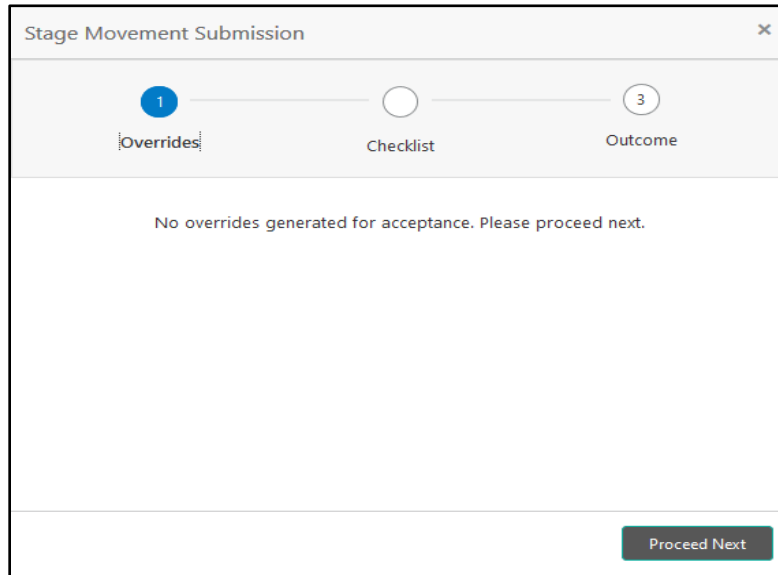 Stage Movement Submission ×
1 3
Overrides Checklist Outcome
No overrides generated for acceptance. Please proceed next.
Proceed Next